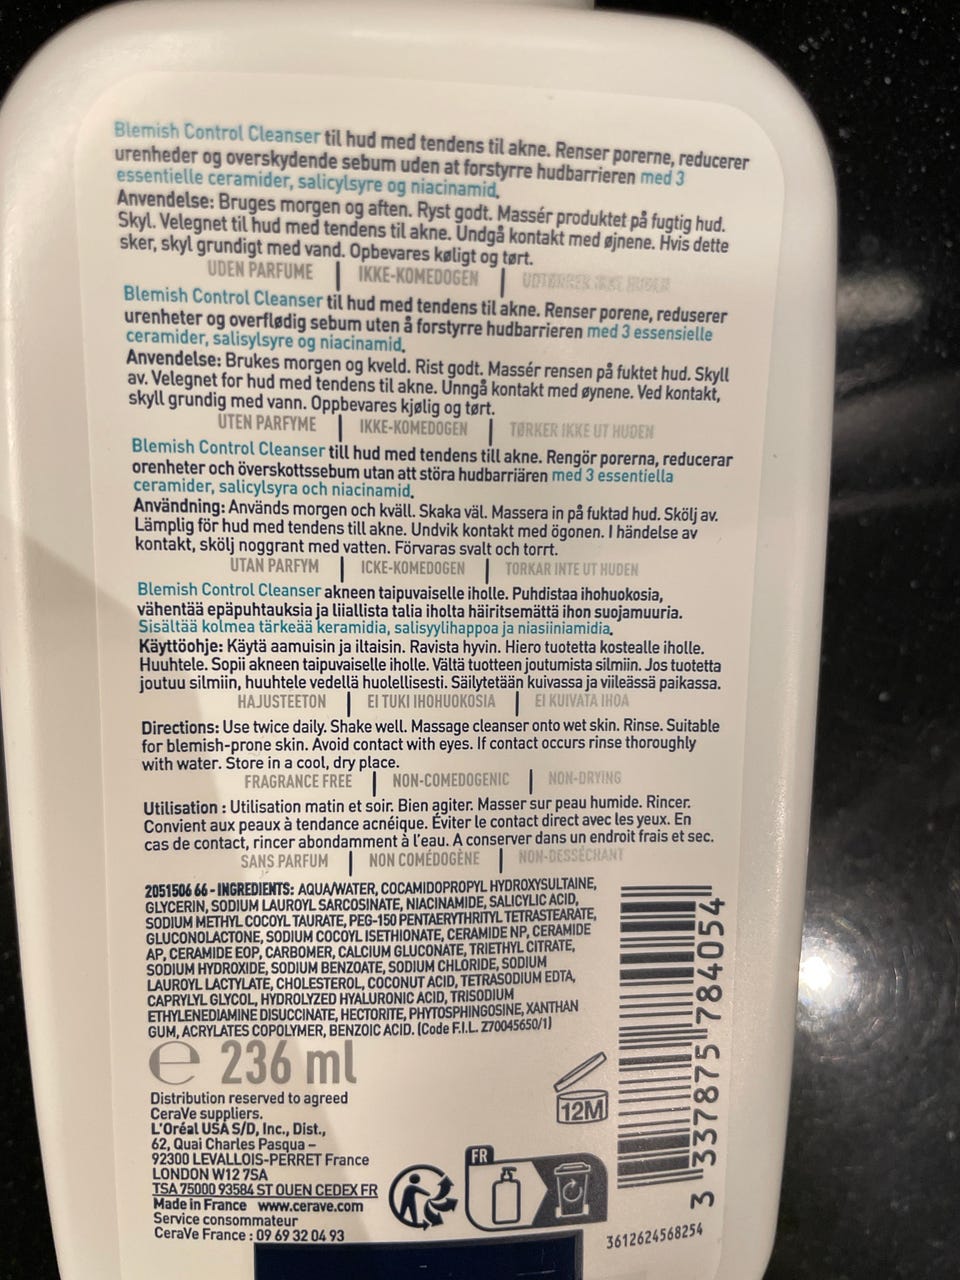 Blemish Control Cleanser til hud med tendens til akne. Renser porerne, reducerer
urenheder og overskydende sebum uden at forstyrre hudbarrieren med 3
essentielle ceramider, salicylsyre og niacinamid.
Anvendelse: Bruges morgen og aften. Ryst godt. Massér produktet på fugtig hud.
Skyl. Velegnet til hud med tendens til akne. Undgå kontakt med øjnene. Hvis dette
sker, skyl grundigt med vand. Opbevares køligt og tørt.
UDEN PARFUME | IKKE-KOMEDOGEN | UDTØRRER IKKE HUDEN
Blemish Control Cleanser til hud med tendens til akne. Renser porene, reduserer
urenheter og overflødig sebum uten å forstyrre hudbarrieren med 3 essensielle
ceramider, salisylsyre og niacinamid.
Anvendelse: Brukes morgen og kveld. Rist godt. Massér rensen på fuktet hud. Skyll
av. Velegnet for hud med tendens til akne. Unngå kontakt med øynene. Ved kontakt,
skyll grundig med vann. Oppbevares kjølig og tørt.
UTEN PARFYME | IKKE-KOMEDOGEN | TØRKER IKKE UT HUDEN
Blemish Control Cleanser till hud med tendens till akne. Rengör porerna, reducerar
orenheter och överskottssebum utan att störa hudbarriären med 3 essentiella
ceramider, salicylsyra och niacinamid.
Användning: Används morgon och kväll. Skaka väl. Massera in på fuktad hud. Skölj av.
Lämplig för hud med tendens till akne. Undvik kontakt med ögonen. I händelse av
kontakt, skölj noggrant med vatten. Förvaras svalt och torrt.
UTAN PARFYM | ICKE-KOMEDOGEN | TORKAR INTE UT HUDEN
Blemish Control Cleanser akneen taipuvaiselle iholle. Puhdistaa ihohuokosia,
vähentää epäpuhtauksia ja liiallista talia iholta häiritsemättä ihon suojamuuria.
Sisältää kolmea tärkeää keramidia, salisyylihappoa ja niasiiniamidia.
Käyttöohje: Käytä aamuisin ja iltaisin. Ravista hyvin. Hiero tuotetta kostealle iholle.
Huuhtele. Sopii akneen taipuvaiselle iholle. Vältä tuotteen joutumista silmiin. Jos tuotetta
joutuu silmiin, huuhtele vedellä huolellisesti. Säilytetään kuivassa ja viileässä paikassa.
HAJUSTEETON | EI TUKI IHOHUOKOSIA | EI KUIVATA IHOA
Directions: Use twice daily. Shake well. Massage cleanser onto wet skin. Rinse. Suitable
for blemish-prone skin. Avoid contact with eyes. If contact occurs rinse thoroughly
with water. Store in a cool, dry place.
FRAGRANCE FREE | NON-COMEDOGENIC | NON-DRYING
Utilisation : Utilisation matin et soir. Bien agiter. Masser sur peau humide. Rincer.
Convient aux peaux à tendance acnéique. Éviter le contact direct avec les yeux. En
cas de contact, rincer abondamment à l'eau. A conserver dans un endroit frais et sec.
SANS PARFUM | NON COMÉDOGÈNE | NON-DESSÉCHANT
2051506 66 - INGREDIENTS: AQUA/WATER, COCAMIDOPROPYL HYDROXYSULTAINE,
GLYCERIN, SODIUM LAUROYL SARCOSINATE, NIACINAMIDE, SALICYLIC ACID,
SODIUM METHYL COCOYL TAURATE, PEG-150 PENTAERYTHRITYL TETRASTEARATE,
GLUCONOLACTONE, SODIUM COCOYL ISETHIONATE, CERAMIDE NP, CERAMIDE
AP, CERAMIDE EOP, CARBOMER, CALCIUM GLUCONATE, TRIETHYL CITRATE,
SODIUM HYDROXIDE, SODIUM BENZOATE, SODIUM CHLORIDE, SODIUM
LAUROYL LACTYLATE, CHOLESTEROL, COCONUT ACID, TETRASODIUM EDTA,
CAPRYLYL GLYCOL, HYDROLYZED HYALURONIC ACID, TRISODIUM
ETHYLENEDIAMINE DISUCCINATE, HECTORITE, PHYTOSPHINGOSINE, XANTHAN
GUM, ACRYLATES COPOLYMER, BENZOIC ACID. (Code F.I.L. Z70045650/1)
e 236 ml
Distribution reserved to agreed
CeraVe suppliers.
L'Oréal USA S/D, Inc., Dist.,
62, Quai Charles Pasqua –
92300 LEVALLOIS-PERRET France
LONDON W12 7SA
TSA 75000 93584 ST OUEN CEDEX FR
Made in France www.cerave.com
Service consommateur
CeraVe France : 09 69 32 04 93
12M
FR
3 337875 784054
3612624568254